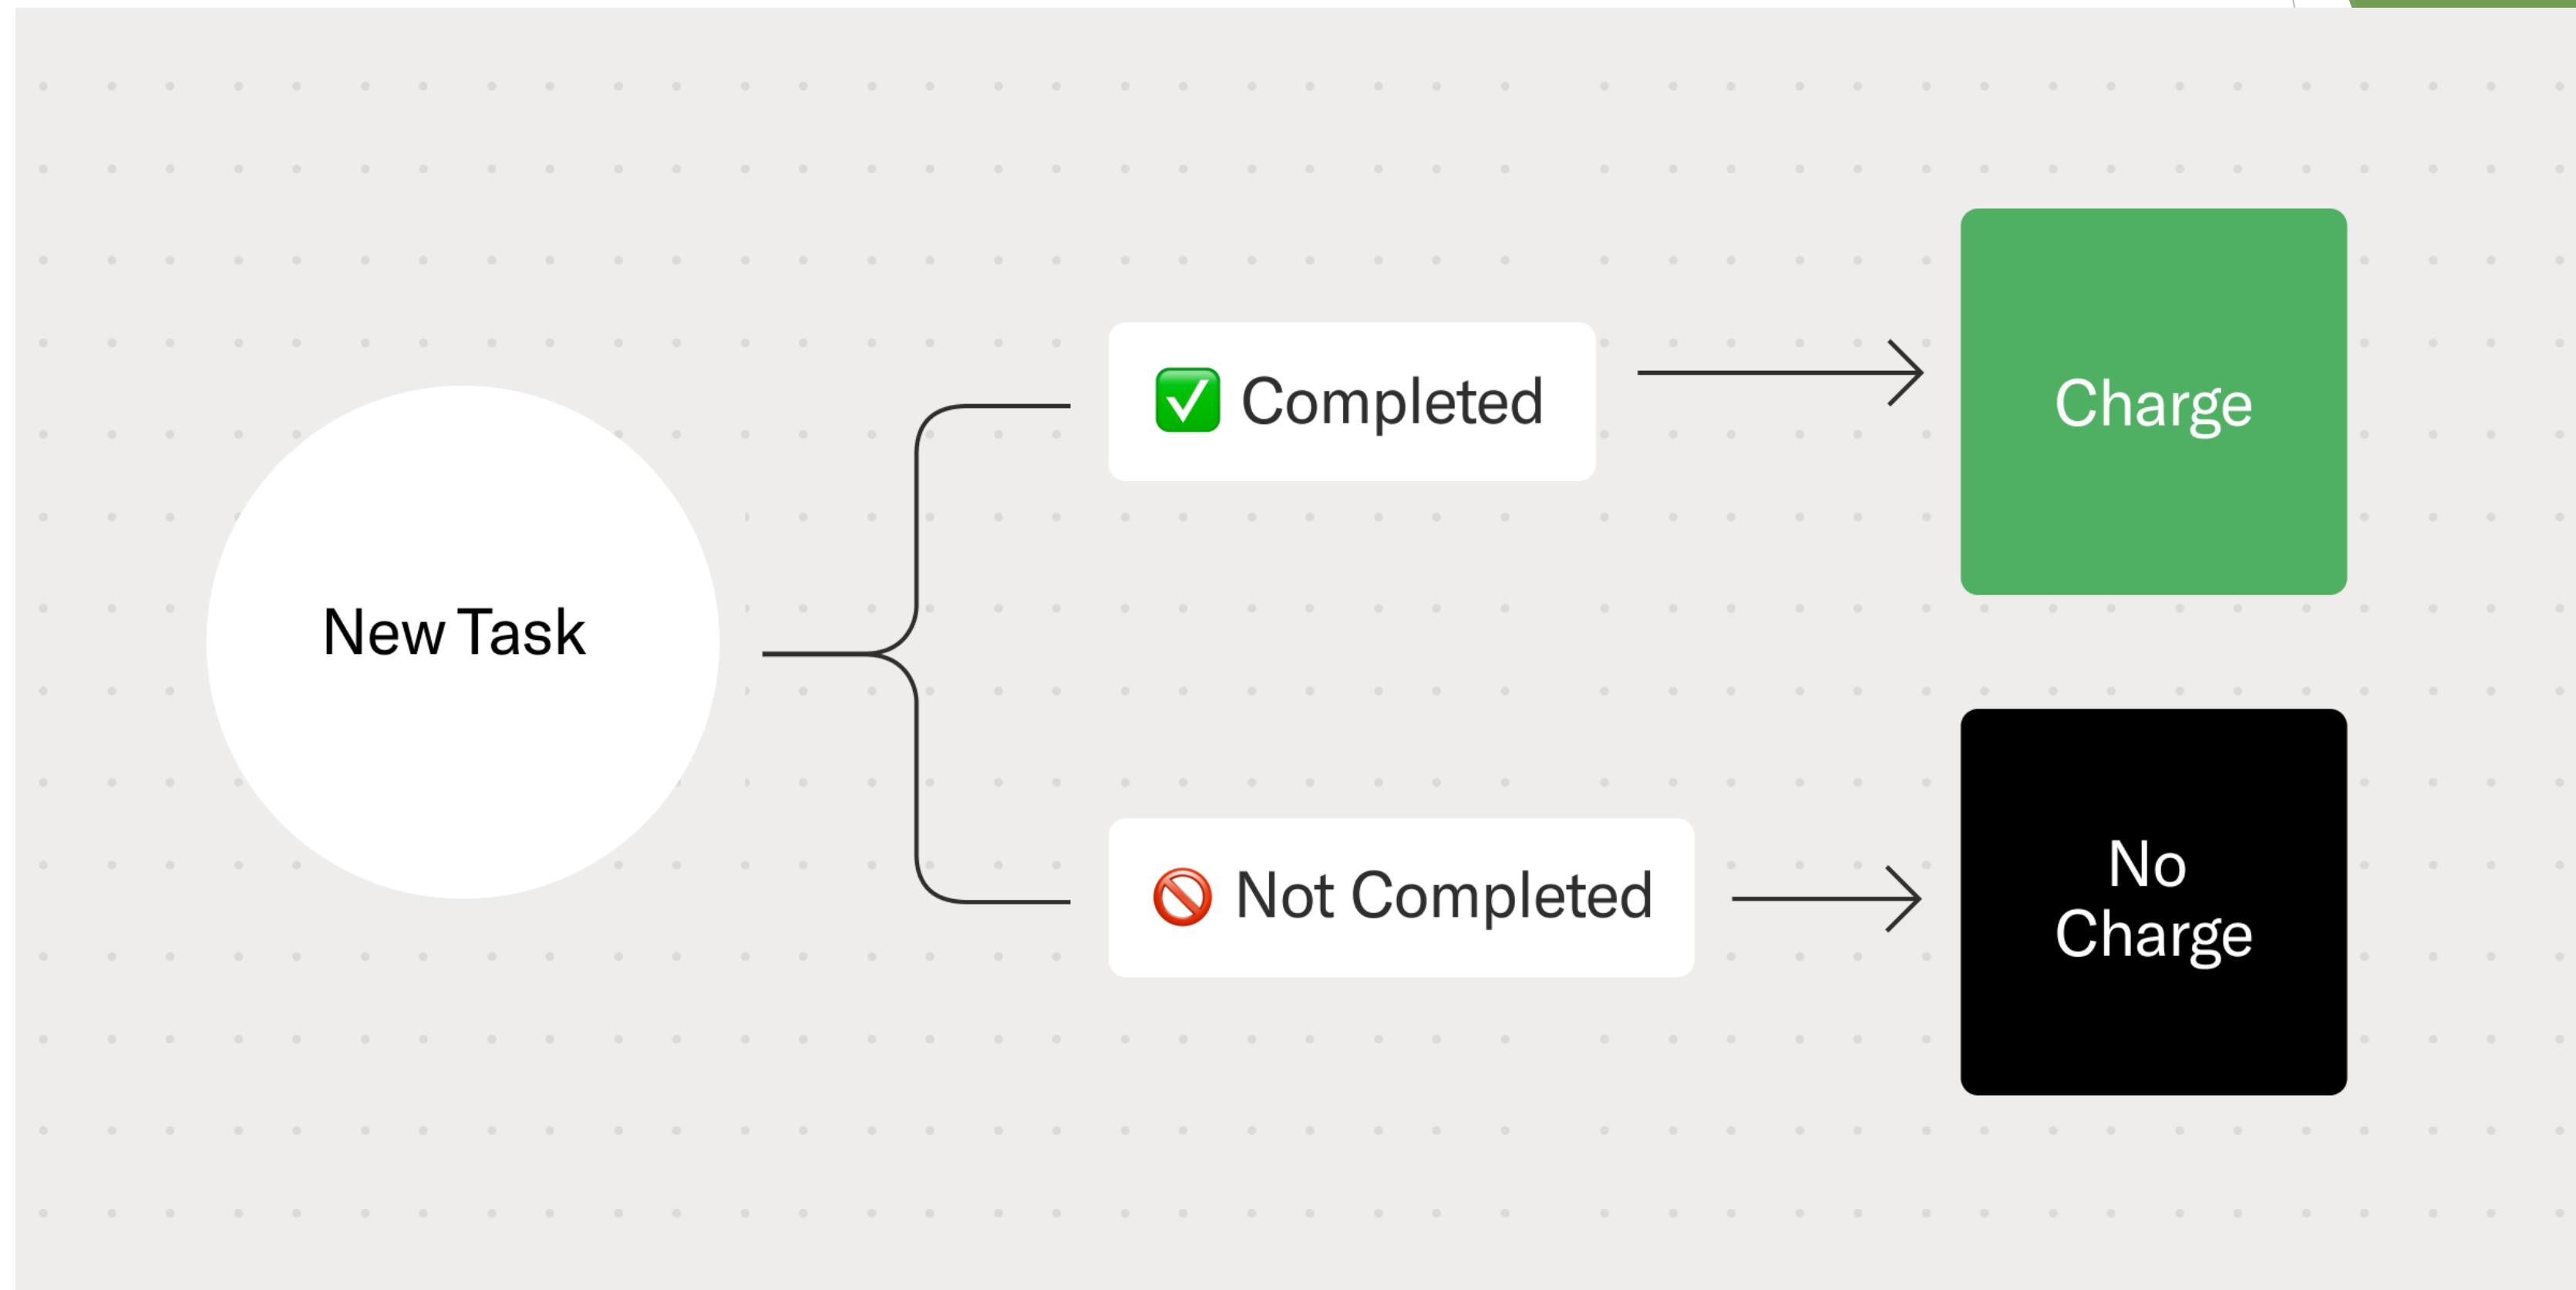 New Task
✅ Completed
Charge
🚫 Not Completed
No
Charge